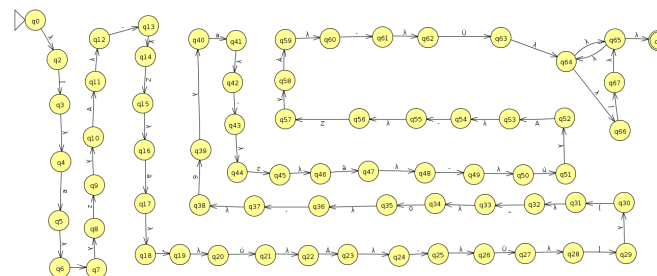 q0
λ
q2
[
q3
λ
q4
a
q5
λ
q6
-
q7
λ
q8
z
q9
λ
q10
A
q11
λ
q12
-
q13
λ
q14
Z
q15
λ
q16
à
q17
λ
q18
-
q19
λ
q20
ü
q21
λ
q22
À
q23
λ
q24
-
q25
λ
q26
Ü
q27
λ
q28
]
q29
λ
q30
[
q31
λ
q32
_
q33
λ
q34
0
q35
λ
q36
-
q37
λ
q38
9
q39
λ
q40
a
q41
λ
q42
-
q43
λ
q44
z
q45
λ
q46
à
q47
λ
q48
-
q49
λ
q50
ü
q51
λ
q52
A
q53
λ
q54
-
q55
λ
q56
Z
q57
λ
q58
À
q59
λ
q60
-
q61
λ
q62
Ü
q63
λ
q64
λ
λ
q65
λ
λ
q66
]
q67
λ